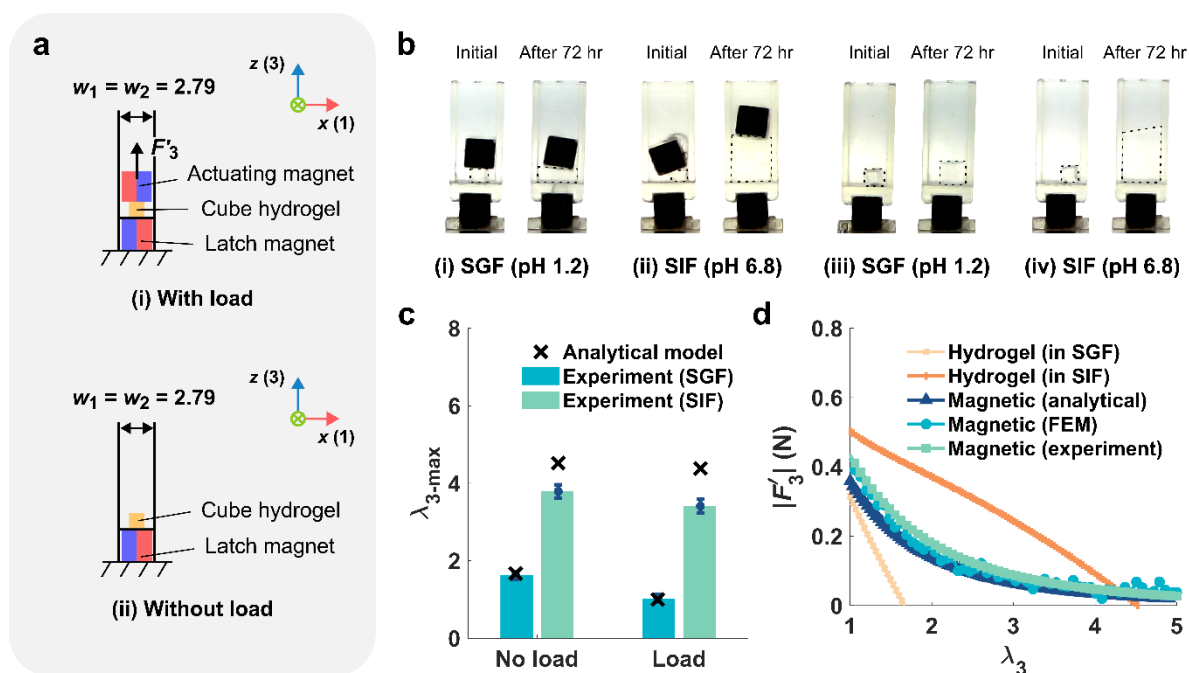 a
z (3)
w₁ = w₂ = 2.79
x (1)
F′₃
Actuating magnet
Cube hydrogel
Latch magnet
(i) With load
z (3)
w₁ = w₂ = 2.79
x (1)
Cube hydrogel
Latch magnet
(ii) Without load
b
Initial After 72 hr Initial After 72 hr Initial After 72 hr Initial After 72 hr
(i) SGF (pH 1.2) (ii) SIF (pH 6.8) (iii) SGF (pH 1.2) (iv) SIF (pH 6.8)
c
8
6
4
2
0
λ₃₋max
Analytical model
Experiment (SGF)
Experiment (SIF)
No load Load
d
0.8
0.6
0.4
0.2
0
|F′₃| (N)
Hydrogel (in SGF)
Hydrogel (in SIF)
Magnetic (analytical)
Magnetic (FEM)
Magnetic (experiment)
1 2 3 4 5
λ₃